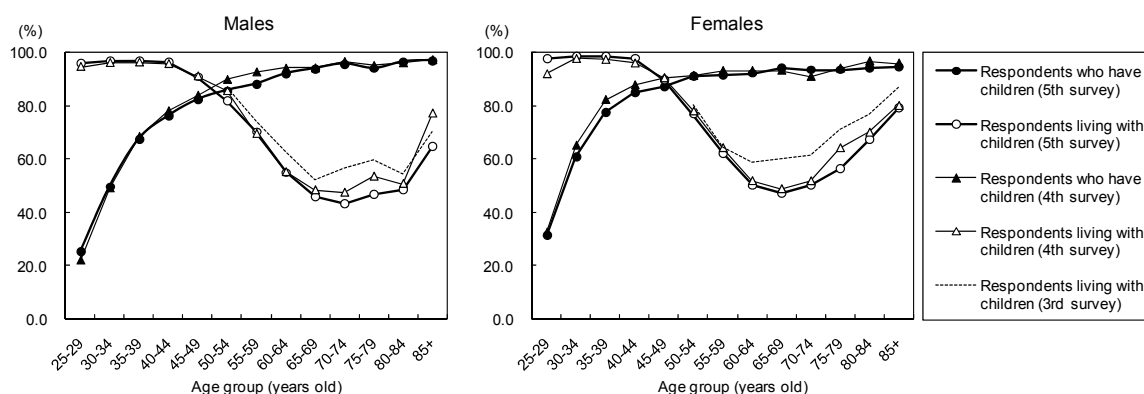 Males
(%)
100.0
80.0
60.0
40.0
20.0
0.0
25-29
30-34
35-39
40-44
45-49
50-54
55-59
60-64
65-69
70-74
75-79
80-84
85+
Age group (years old)
Females
(%)
100.0
80.0
60.0
40.0
20.0
0.0
25-29
30-34
35-39
40-44
45-49
50-54
55-59
60-64
65-69
70-74
75-79
80-84
85+
Age group (years old)
Respondents who have
children (5th survey)
Respondents living with
children (5th survey)
Respondents who have
children (4th survey)
Respondents living with
children (4th survey)
Respondents living with
children (3rd survey)